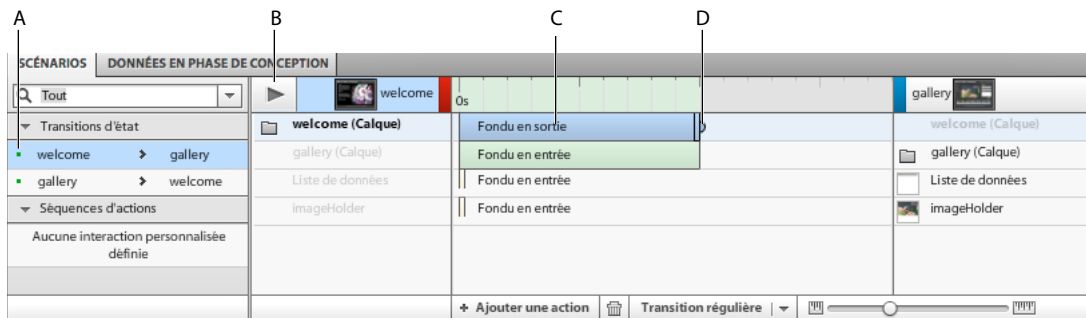 A B C D
SCÉNARIOS DONNÉES EN PHASE DE CONCEPTION
Tout
welcome
0s
gallery
Transitions d'état
welcome (Calque)
Fondu en sortie
welcome (Calque)
welcome gallery
gallery (Calque)
Fondu en entrée
gallery (Calque)
gallery welcome
Liste de données
Fondu en entrée
Liste de données
Séquences d'actions
imageHolder
Fondu en entrée
imageHolder
Aucune interaction personnalisée
définie
+ Ajouter une action
Transition régulière